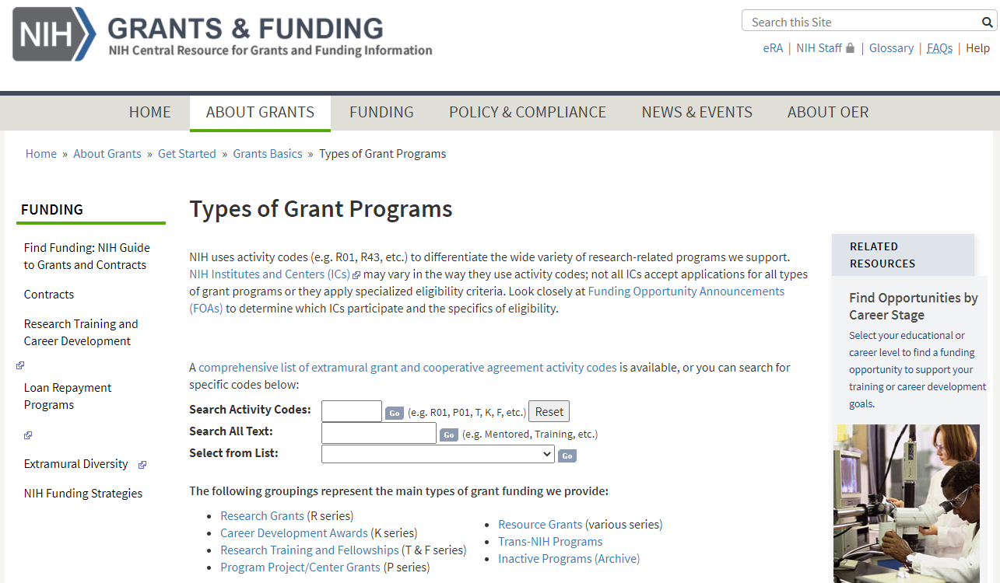 NIH
GRANTS & FUNDING
NIH Central Resource for Grants and Funding Information
Search this Site
eRA | NIH Staff | Glossary | FAQs | Help
HOME ABOUT GRANTS FUNDING POLICY & COMPLIANCE NEWS & EVENTS ABOUT OER
Home » About Grants » Get Started » Grants Basics » Types of Grant Programs
FUNDING
Find Funding: NIH Guide
to Grants and Contracts
Contracts
Research Training and
Career Development
Loan Repayment
Programs
Extramural Diversity
NIH Funding Strategies
Types of Grant Programs
NIH uses activity codes (e.g. R01, R43, etc.) to differentiate the wide variety of research-related programs we support.
NIH Institutes and Centers (ICs) may vary in the way they use activity codes; not all ICs accept applications for all types
of grant programs or they apply specialized eligibility criteria. Look closely at Funding Opportunity Announcements
(FOAs) to determine which ICs participate and the specifics of eligibility.
A comprehensive list of extramural grant and cooperative agreement activity codes is available, or you can search for
specific codes below:
Search Activity Codes: Go (e.g. R01, P01, T, K, F, etc.) Reset
Search All Text: Go (e.g. Mentored, Training, etc.)
Select from List: Go
The following groupings represent the main types of grant funding we provide:
• Research Grants (R series)
• Career Development Awards (K series)
• Research Training and Fellowships (T & F series)
• Program Project/Center Grants (P series)
• Resource Grants (various series)
• Trans-NIH Programs
• Inactive Programs (Archive)
RELATED
RESOURCES
Find Opportunities by
Career Stage
Select your educational or
career level to find a funding
opportunity to support your
training or career development
goals.